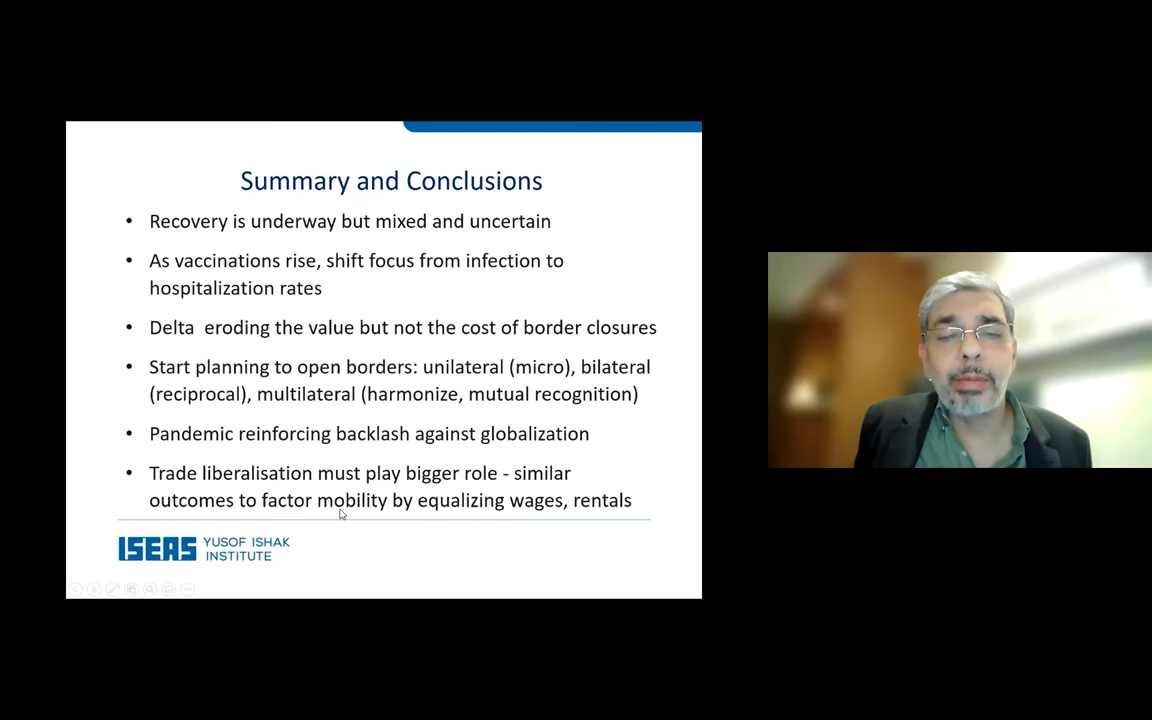 Summary and Conclusions
• Recovery is underway but mixed and uncertain
• As vaccinations rise, shift focus from infection to
hospitalization rates
• Delta eroding the value but not the cost of border closures
• Start planning to open borders: unilateral (micro), bilateral
(reciprocal), multilateral (harmonize, mutual recognition)
• Pandemic reinforcing backlash against globalization
• Trade liberalisation must play bigger role - similar
outcomes to factor mobility by equalizing wages, rentals
ISEAS YUSOF ISHAK
INSTITUTE